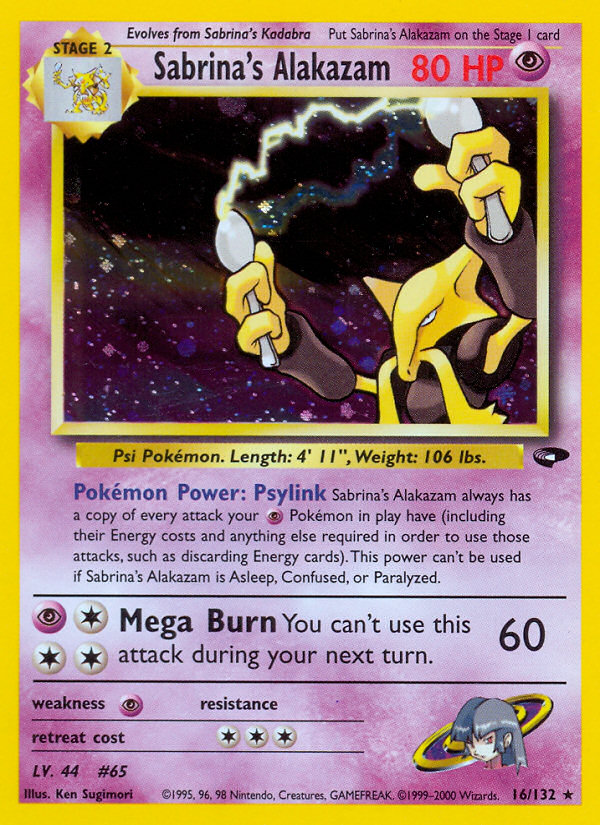 Evolves from Sabrina's Kadabra Put Sabrina's Alakazam on the Stage 1 card
STAGE 2
Sabrina's Alakazam 80 HP
Psi Pokémon. Length: 4' 11", Weight: 106 lbs.
Pokémon Power: Psylink Sabrina's Alakazam always has
a copy of every attack your Pokémon in play have (including
their Energy costs and anything else required in order to use those
attacks, such as discarding Energy cards). This power can't be used
if Sabrina's Alakazam is Asleep, Confused, or Paralyzed.
Mega Burn You can't use this
attack during your next turn.
60
weakness resistance
retreat cost
LV. 44 #65
Illus. Ken Sugimori ©1995, 96, 98 Nintendo, Creatures, GAMEFREAK. ©1999–2000 Wizards. 16/132 ★